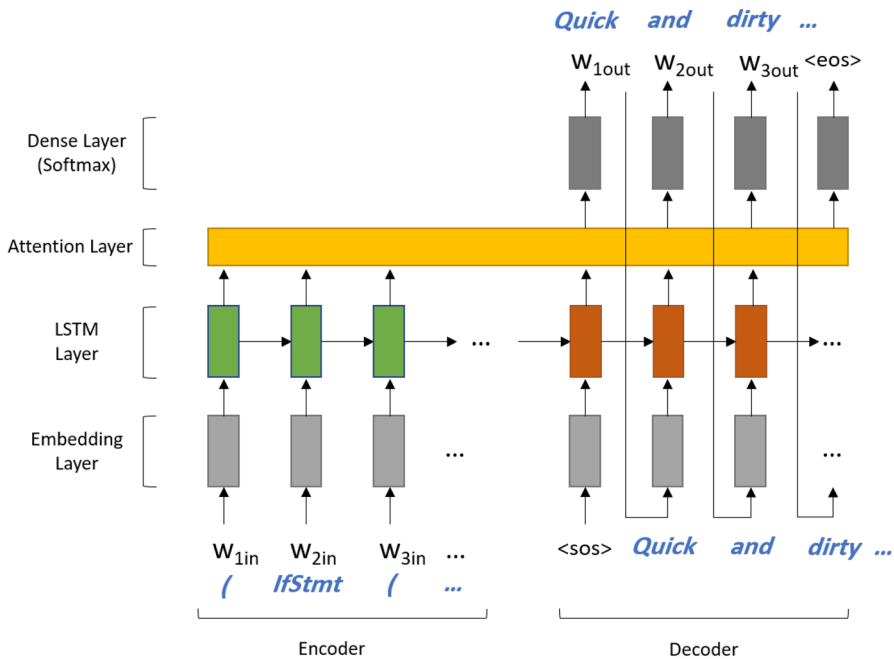 Quick and dirty ...
w1out w2out w3out <eos>
Dense Layer
(Softmax)
Attention Layer
LSTM
Layer
... ...
Embedding
Layer
... ...
w1in w2in w3in ... <sos> Quick and dirty ...
( IfStmt ( ...
Encoder Decoder